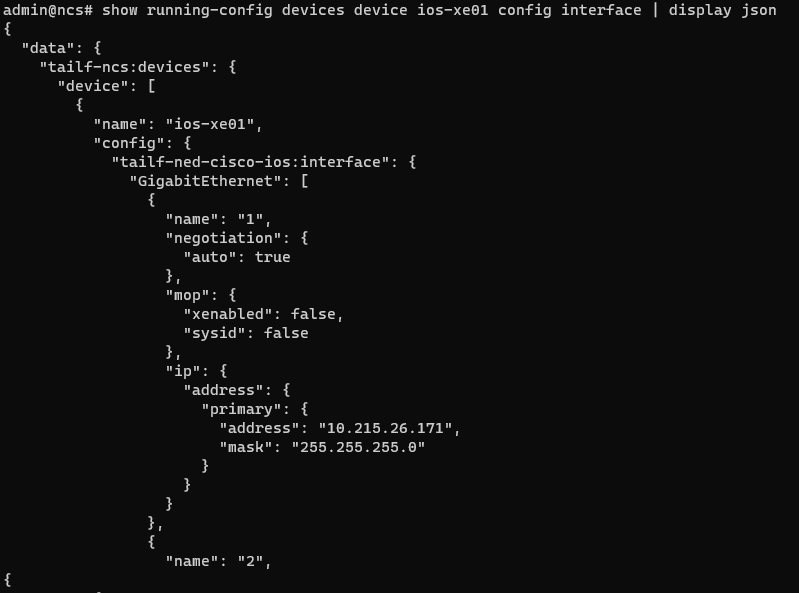 admin@ncs# show running-config devices device ios-xe01 config interface | display json
{
  "data": {
    "tailf-ncs:devices": {
      "device": [
        {
          "name": "ios-xe01",
          "config": {
            "tailf-ned-cisco-ios:interface": {
              "GigabitEthernet": [
                {
                  "name": "1",
                  "negotiation": {
                    "auto": true
                  },
                  "mop": {
                    "xenabled": false,
                    "sysid": false
                  },
                  "ip": {
                    "address": {
                      "primary": {
                        "address": "10.215.26.171",
                        "mask": "255.255.255.0"
                      }
                    }
                  }
                },
                {
                  "name": "2",
{